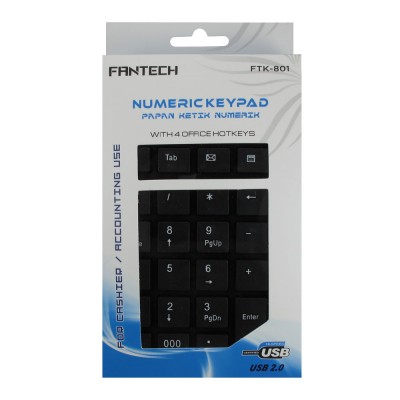 FANTECH
FTK-801
NUMERIC KEYPAD
PAPAN KETIK NUMERIK
WITH 4 OFFICE HOTKEYS
FOR CASHIER / ACCOUNTING USE
Tab
/ * ←
8 ↑ 9 PgUp −
5 6 → +
2 ↓ 3 PgDn Enter
000 .
USB
USB 2.0